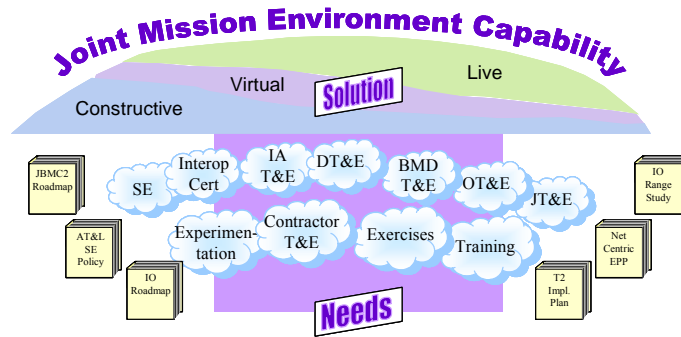 Joint Mission Environment Capability
Live
Virtual
Solution
Constructive
JBMC2
Roadmap
SE
Interop
Cert
IA
T&E
DT&E
BMD
T&E
OT&E
JT&E
IO
Range
Study
AT&L
SE
Policy
Experimen-
tation
Contractor
T&E
Exercises
Training
Net
Centric
EPP
IO
Roadmap
T2
Impl.
Plan
Needs